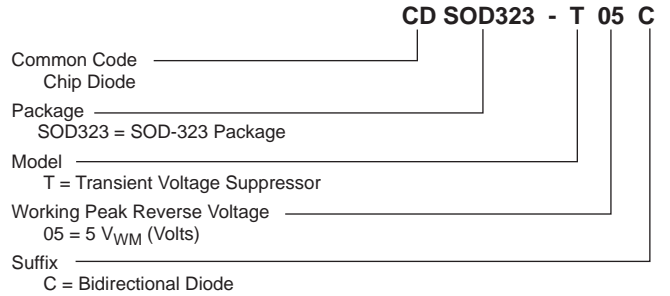 CD SOD323 - T 05 C
Common Code
Chip Diode
Package
SOD323 = SOD-323 Package
Model
T = Transient Voltage Suppressor
Working Peak Reverse Voltage
05 = 5 VWM (Volts)
Suffix
C = Bidirectional Diode